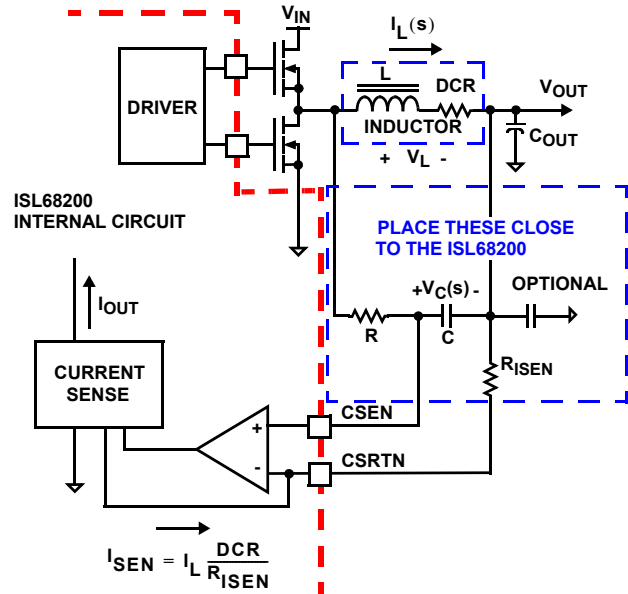 V_IN
I_L(s)
L
DCR
V_OUT
DRIVER
INDUCTOR
C_OUT
+ V_L -
ISL68200
INTERNAL CIRCUIT
PLACE THESE CLOSE
TO THE ISL68200
I_OUT
+V_C(s)-
OPTIONAL
R
C
R_ISEN
CURRENT
SENSE
+
CSEN
-
CSRTN
I_SEN = I_L DCR/R_ISEN